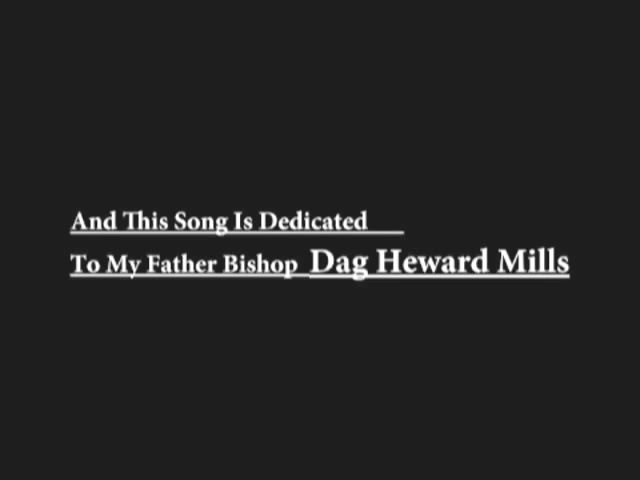 And This Song Is Dedicated
To My Father Bishop Dag Heward Mills